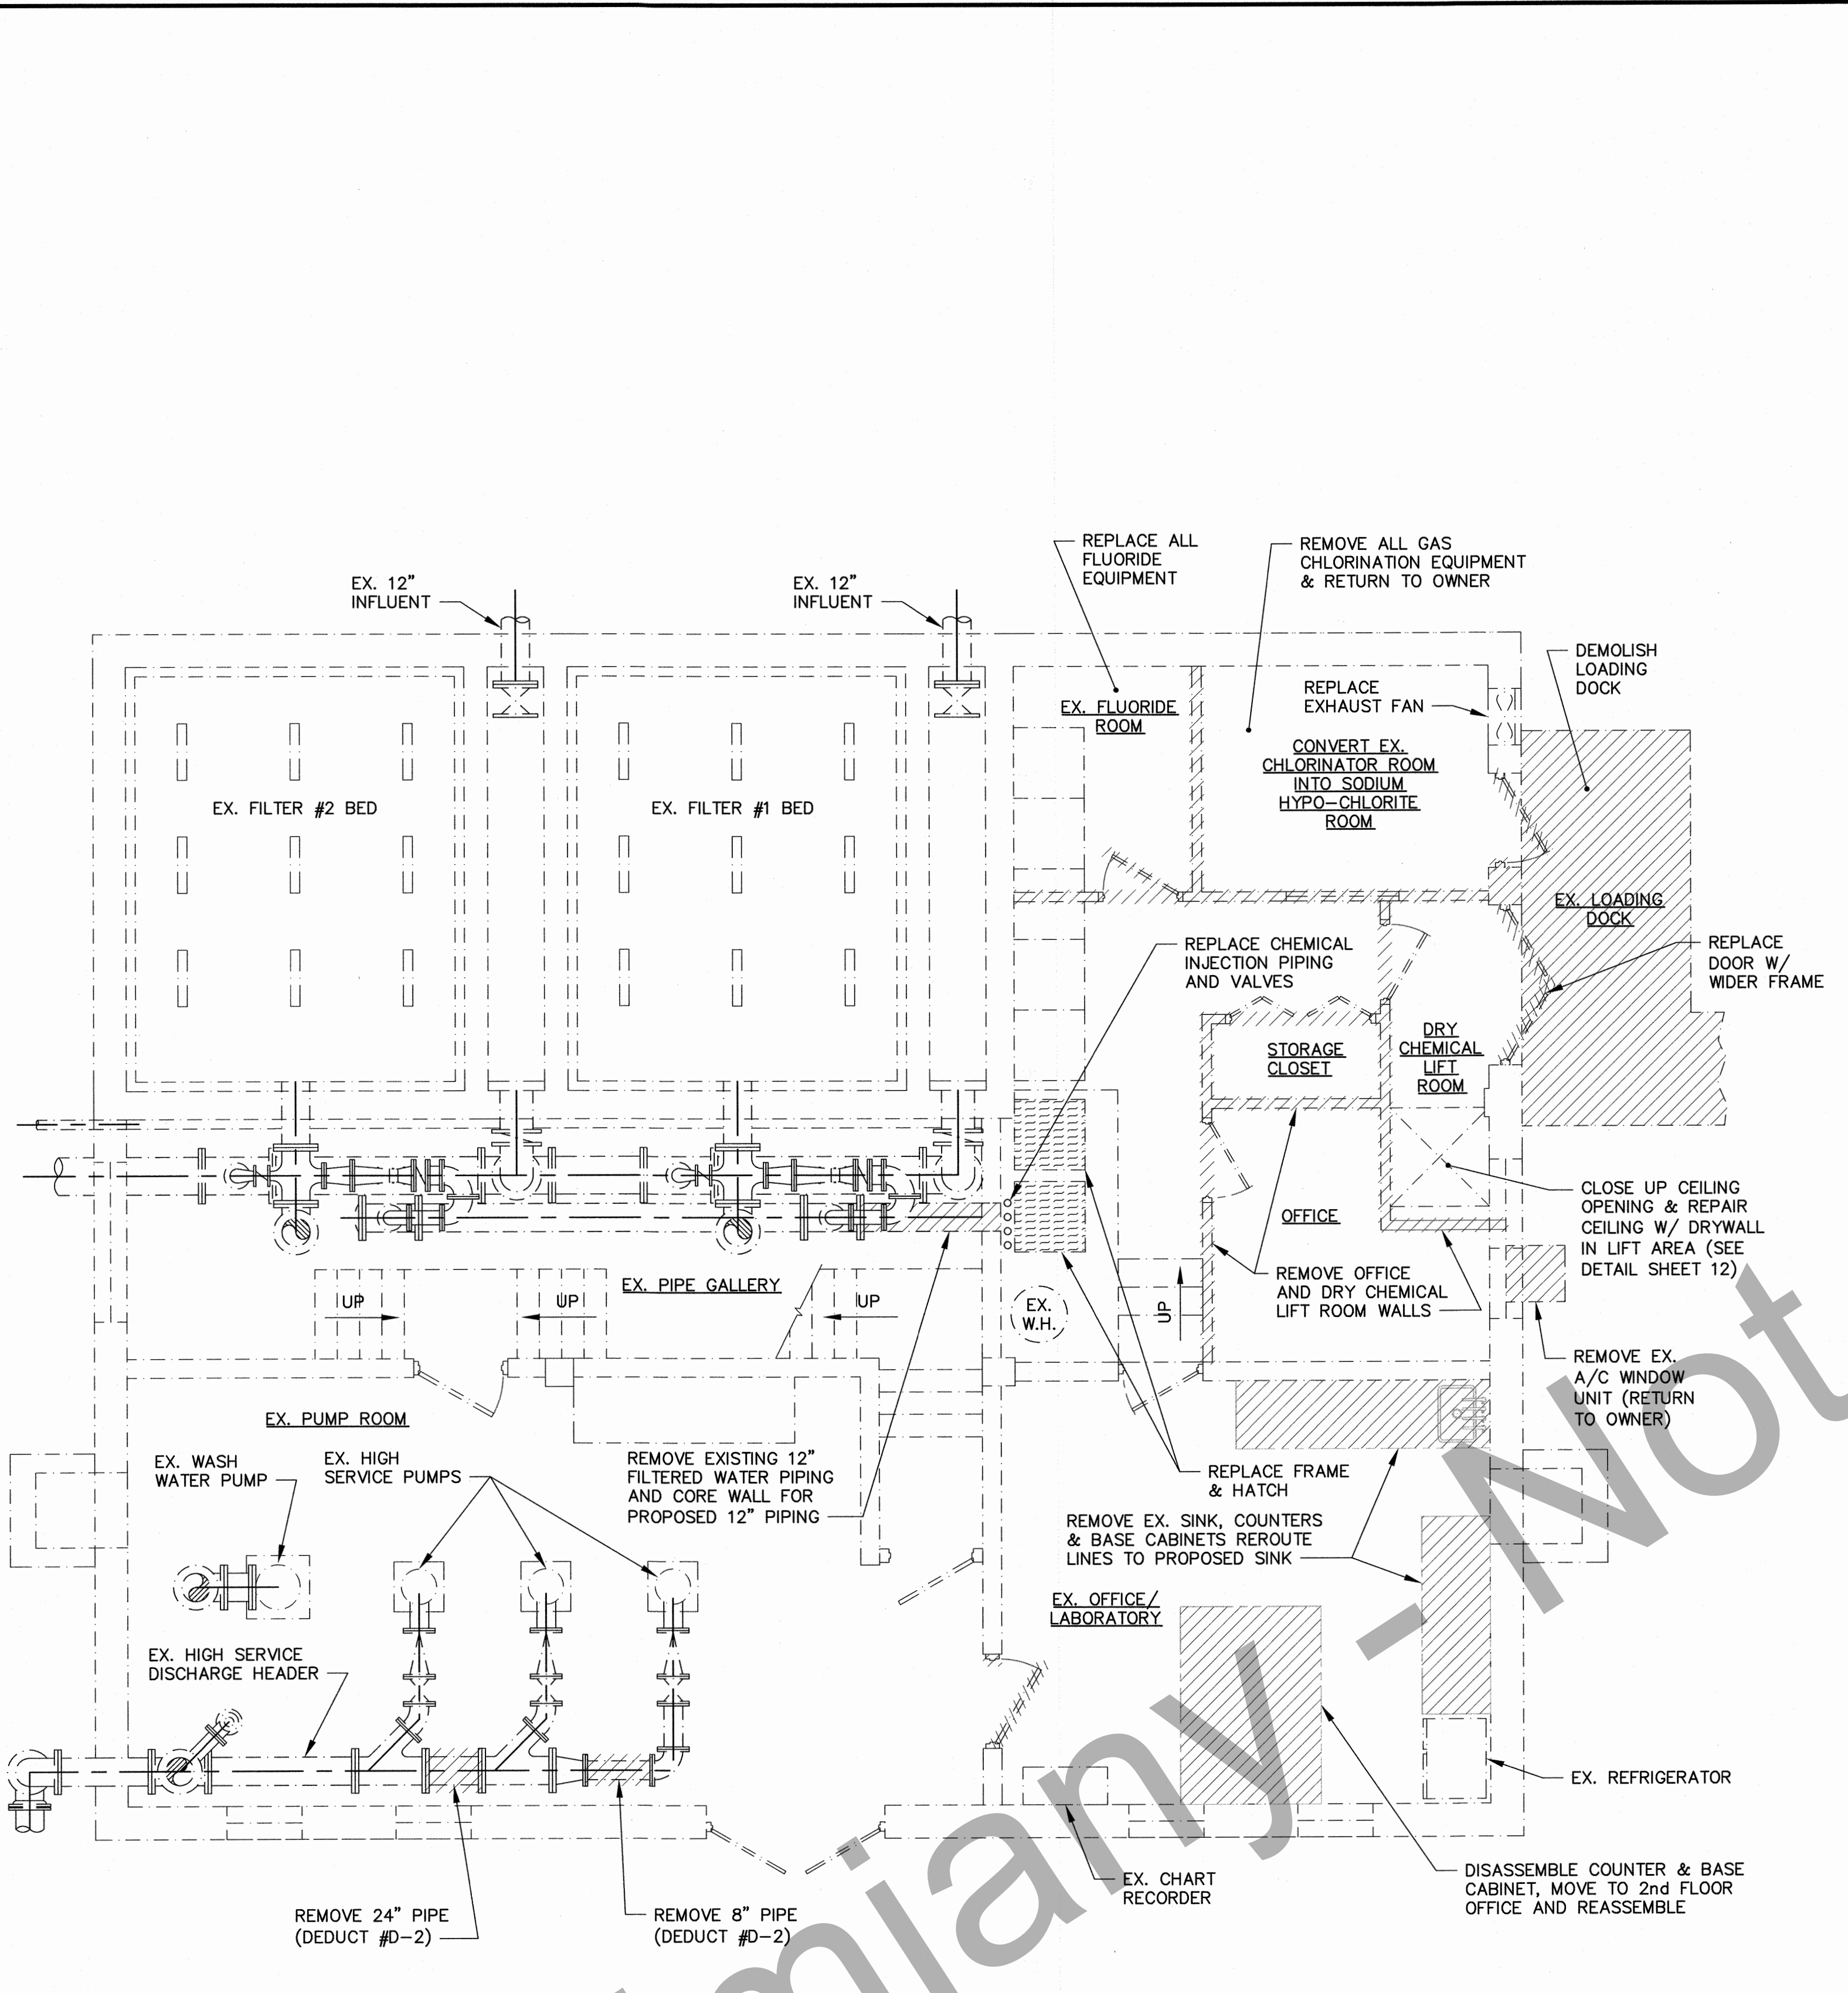 REPLACE ALL
FLUORIDE
EQUIPMENT
REMOVE ALL GAS
CHLORINATION EQUIPMENT
& RETURN TO OWNER
EX. 12"
INFLUENT
EX. 12"
INFLUENT
DEMOLISH
LOADING
DOCK
REPLACE
EXHAUST FAN
EX. FLUORIDE
ROOM
CONVERT EX.
CHLORINATOR ROOM
INTO SODIUM
HYPO-CHLORITE
ROOM
EX. FILTER #2 BED
EX. FILTER #1 BED
EX. LOADING
DOCK
REPLACE CHEMICAL
INJECTION PIPING
AND VALVES
REPLACE
DOOR W/
WIDER FRAME
STORAGE
CLOSET
DRY
CHEMICAL
LIFT
ROOM
OFFICE
CLOSE UP CEILING
OPENING & REPAIR
CEILING W/ DRYWALL
IN LIFT AREA (SEE
DETAIL SHEET 12)
EX. PIPE GALLERY
REMOVE OFFICE
AND DRY CHEMICAL
LIFT ROOM WALLS
UP
UP
UP
EX.
W.H.
UP
REMOVE EX.
A/C WINDOW
UNIT (RETURN
TO OWNER)
EX. PUMP ROOM
EX. WASH
WATER PUMP
EX. HIGH
SERVICE PUMPS
REMOVE EXISTING 12"
FILTERED WATER PIPING
AND CORE WALL FOR
PROPOSED 12" PIPING
REPLACE FRAME
& HATCH
REMOVE EX. SINK, COUNTERS
& BASE CABINETS REROUTE
LINES TO PROPOSED SINK
EX. OFFICE/
LABORATORY
EX. HIGH SERVICE
DISCHARGE HEADER
EX. REFRIGERATOR
EX. CHART
RECORDER
DISASSEMBLE COUNTER & BASE
CABINET, MOVE TO 2nd FLOOR
OFFICE AND REASSEMBLE
REMOVE 24" PIPE
(DEDUCT #D-2)
REMOVE 8" PIPE
(DEDUCT #D-2)
miany - Not